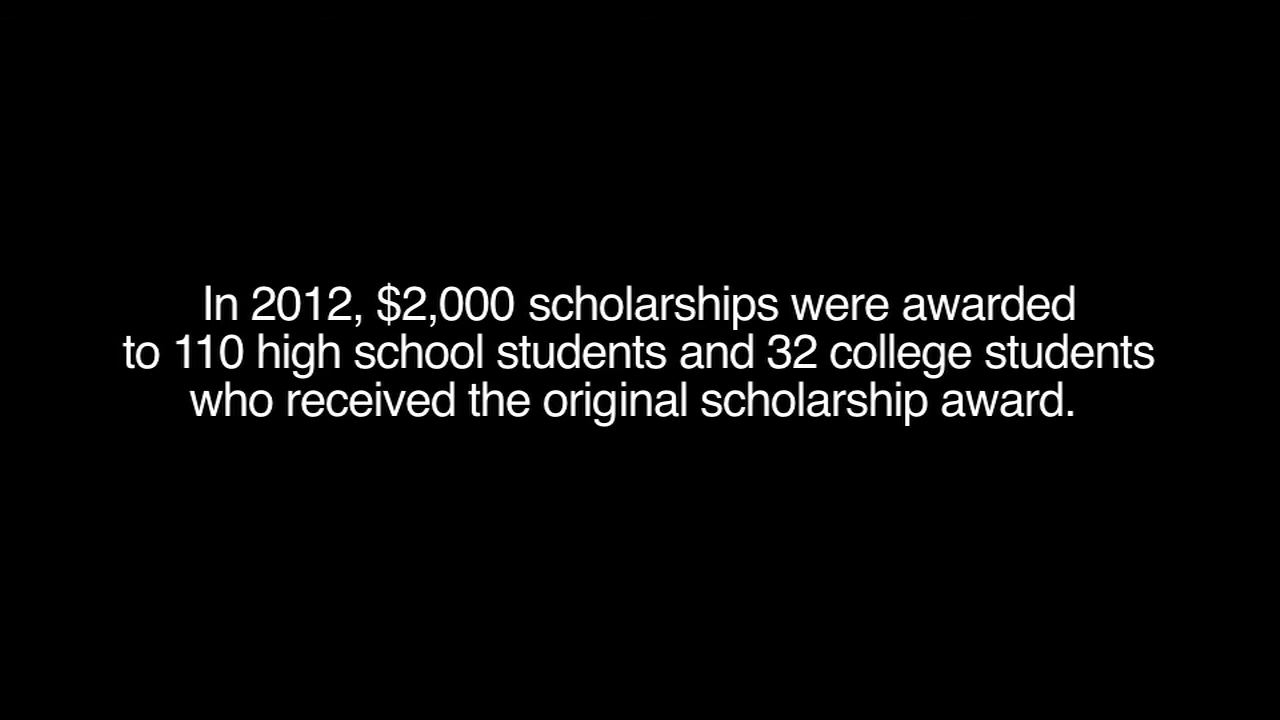 In 2012, $2,000 scholarships were awarded
to 110 high school students and 32 college students
who received the original scholarship award.